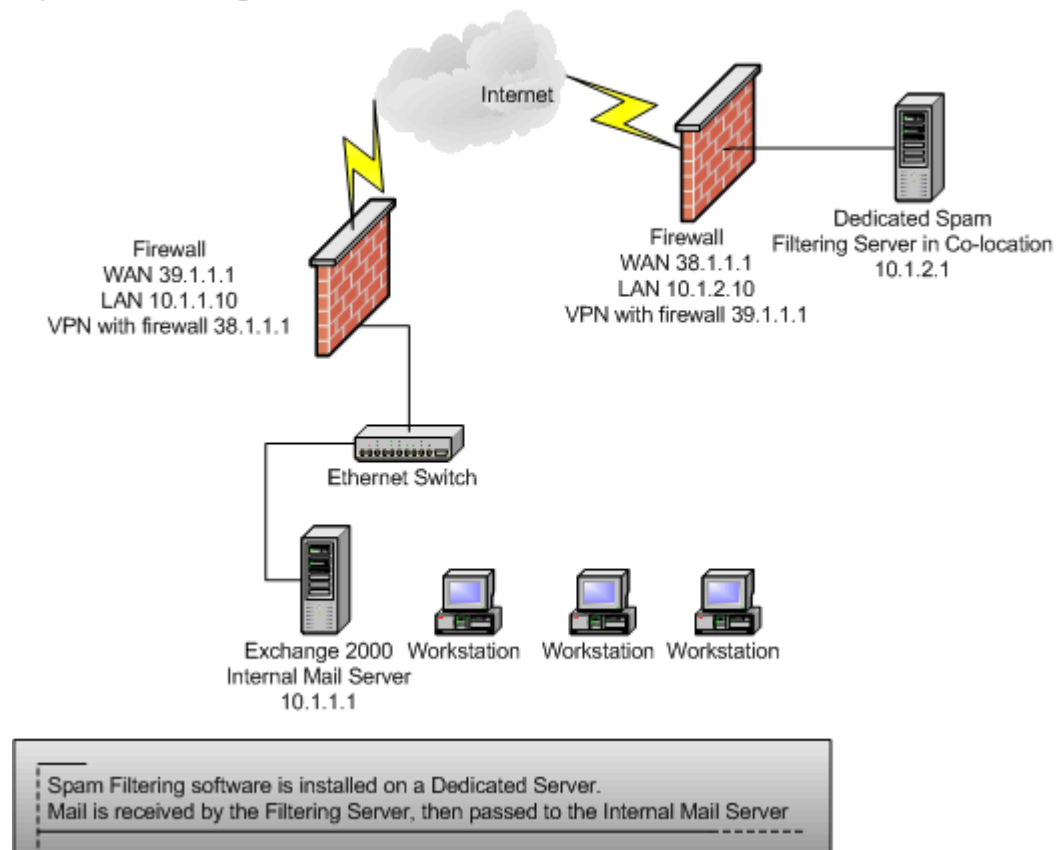 Internet
Firewall
WAN 39.1.1.1
LAN 10.1.1.10
VPN with firewall 38.1.1.1
Firewall
WAN 38.1.1.1
LAN 10.1.2.10
VPN with firewall 39.1.1.1
Dedicated Spam
Filtering Server in Co-location
10.1.2.1
Ethernet Switch
Exchange 2000
Internal Mail Server
10.1.1.1
Workstation
Workstation
Workstation
Spam Filtering software is installed on a Dedicated Server.
Mail is received by the Filtering Server, then passed to the Internal Mail Server